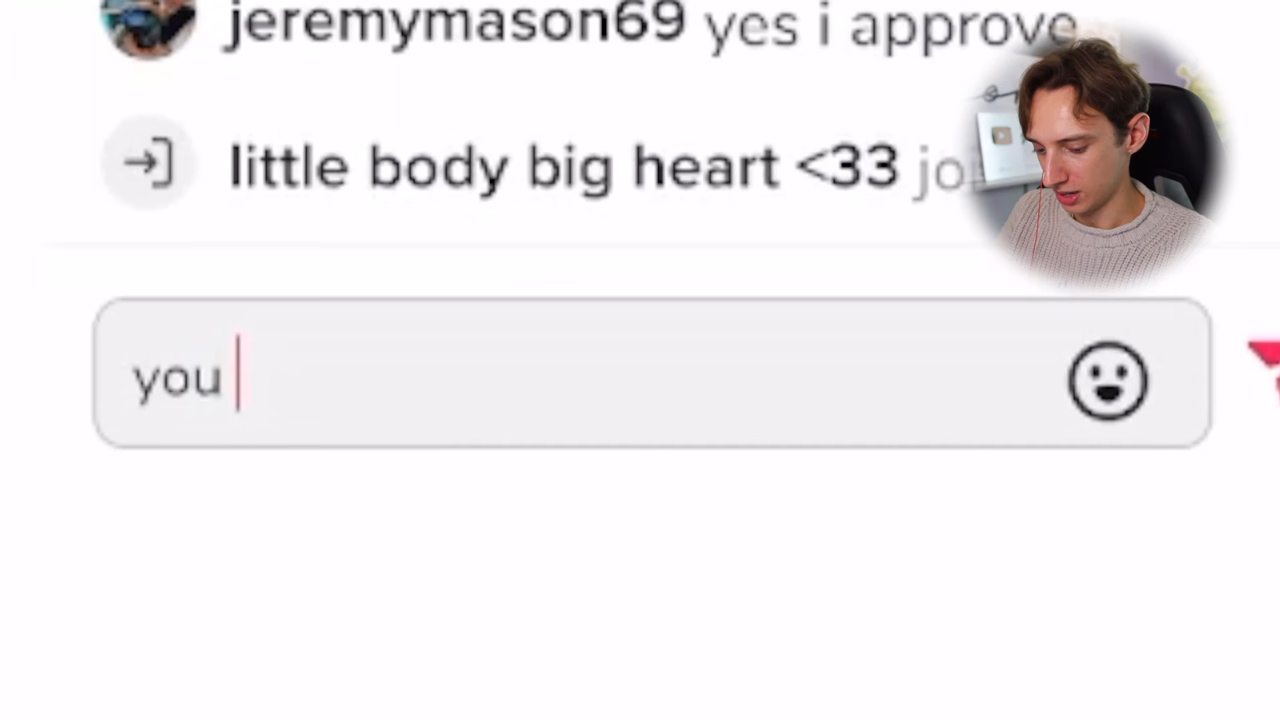 jeremymason69 yes i approve
little body big heart <33
you